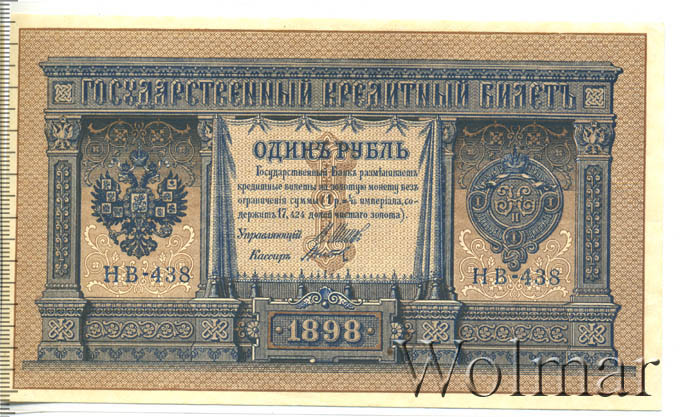 ГОСУДАРСТВЕННЫЙ КРЕДИТНЫЙ БИЛЕТЪ
ОДИНЪ РУБЛЬ
Государственный Банкъ размѣниваетъ
кредитные билеты на золотую монету безъ
ограниченія суммы (1 р.=1/15 имперіала, со-
держитъ 17,424 долей чистаго золота).
Управляющій
Кассиръ
НВ-438
НВ-438
1898
Wolmar